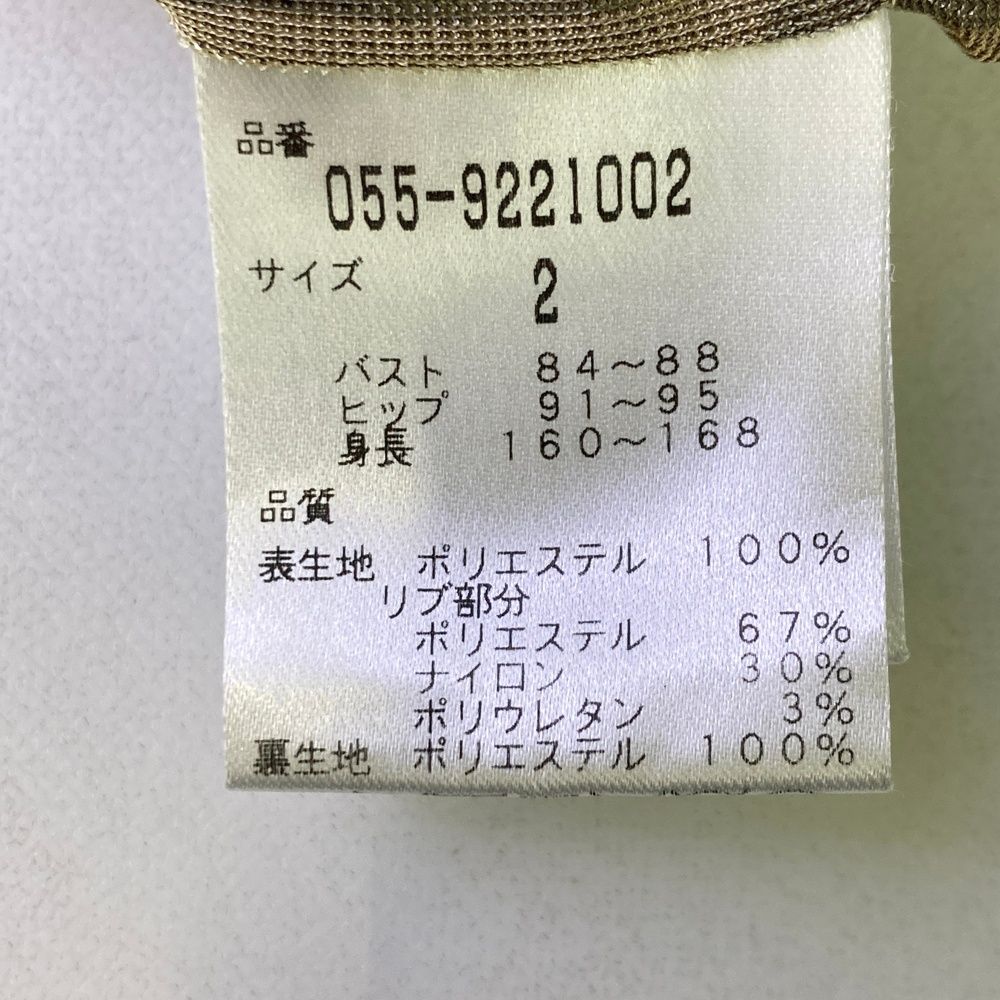 品番
055-9221002
サイズ 2
バスト 84～88
ヒップ 91～95
身長 160～168
品質
表生地 ポリエステル 100%
リブ部分
ポリエステル 67%
ナイロン 30%
ポリウレタン 3%
裏生地 ポリエステル 100%